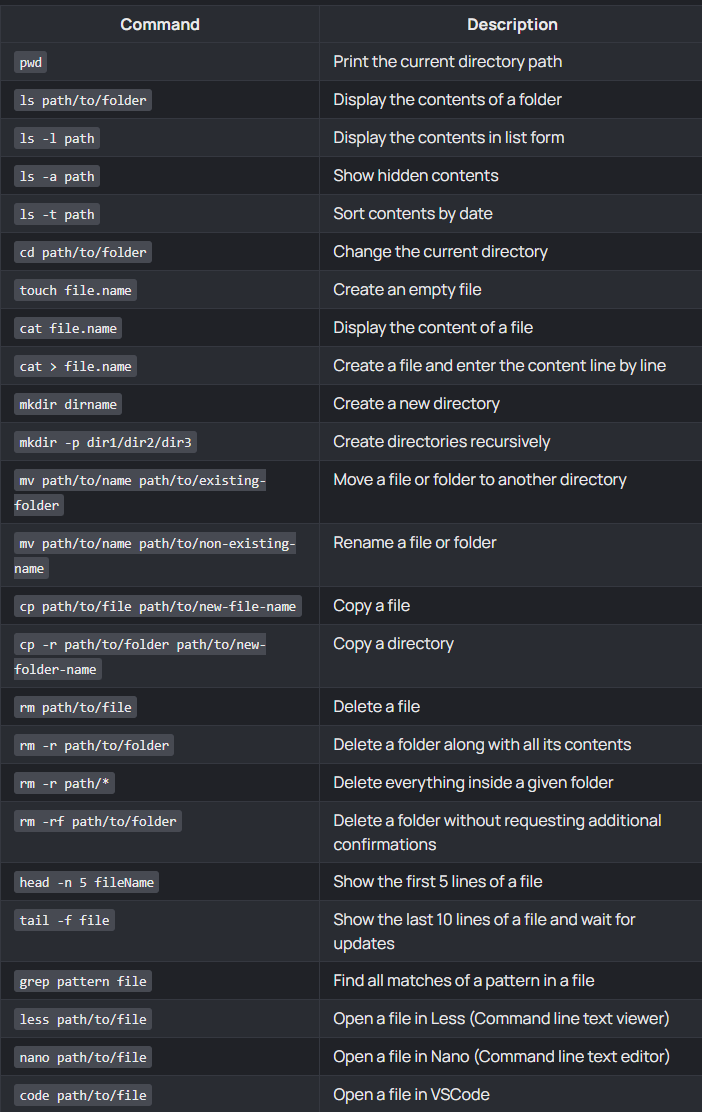 Command Description
pwd Print the current directory path
ls path/to/folder Display the contents of a folder
ls -l path Display the contents in list form
ls -a path Show hidden contents
ls -t path Sort contents by date
cd path/to/folder Change the current directory
touch file.name Create an empty file
cat file.name Display the content of a file
cat > file.name Create a file and enter the content line by line
mkdir dirname Create a new directory
mkdir -p dir1/dir2/dir3 Create directories recursively
mv path/to/name path/to/existing- Move a file or folder to another directory
folder
mv path/to/name path/to/non-existing- Rename a file or folder
name
cp path/to/file path/to/new-file-name Copy a file
cp -r path/to/folder path/to/new- Copy a directory
folder-name
rm path/to/file Delete a file
rm -r path/to/folder Delete a folder along with all its contents
rm -r path/* Delete everything inside a given folder
rm -rf path/to/folder Delete a folder without requesting additional
confirmations
head -n 5 fileName Show the first 5 lines of a file
tail -f file Show the last 10 lines of a file and wait for
updates
grep pattern file Find all matches of a pattern in a file
less path/to/file Open a file in Less (Command line text viewer)
nano path/to/file Open a file in Nano (Command line text editor)
code path/to/file Open a file in VSCode